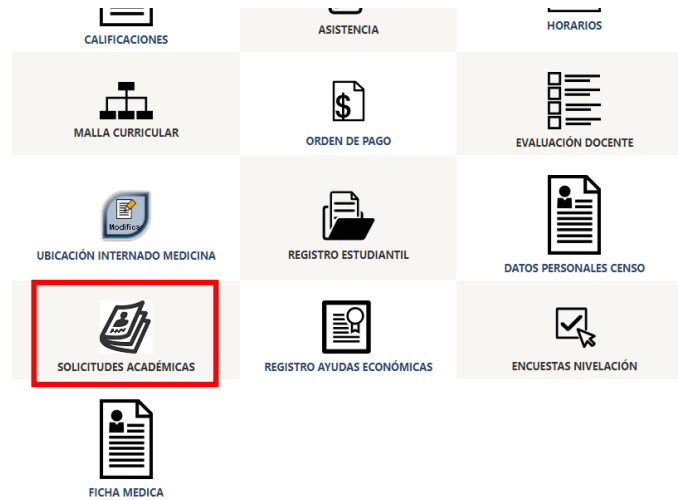 CALIFICACIONES
ASISTENCIA
HORARIOS
MALLA CURRICULAR
$
ORDEN DE PAGO
EVALUACIÓN DOCENTE
Modifica
UBICACIÓN INTERNADO MEDICINA
REGISTRO ESTUDIANTIL
DATOS PERSONALES CENSO
SOLICITUDES ACADÉMICAS
REGISTRO AYUDAS ECONÓMICAS
ENCUESTAS NIVELACIÓN
FICHA MEDICA